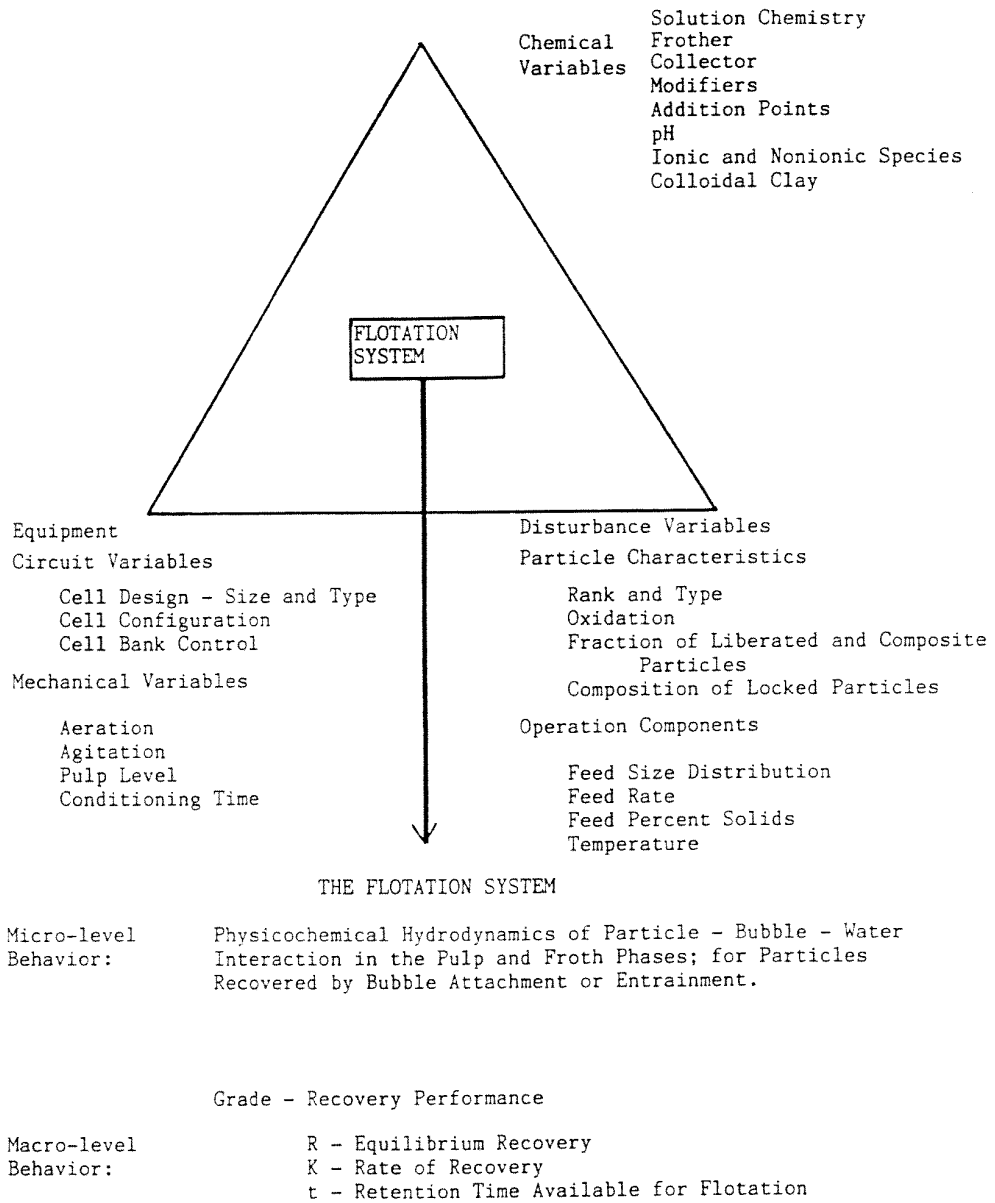 Chemical
Variables
Solution Chemistry
Frother
Collector
Modifiers
Addition Points
pH
Ionic and Nonionic Species
Colloidal Clay
FLOTATION
SYSTEM
Equipment
Circuit Variables
Cell Design - Size and Type
Cell Configuration
Cell Bank Control
Mechanical Variables
Aeration
Agitation
Pulp Level
Conditioning Time
Disturbance Variables
Particle Characteristics
Rank and Type
Oxidation
Fraction of Liberated and Composite
Particles
Composition of Locked Particles
Operation Components
Feed Size Distribution
Feed Rate
Feed Percent Solids
Temperature
THE FLOTATION SYSTEM
Micro-level
Behavior:
Physicochemical Hydrodynamics of Particle - Bubble - Water
Interaction in the Pulp and Froth Phases; for Particles
Recovered by Bubble Attachment or Entrainment.
Grade - Recovery Performance
Macro-level
Behavior:
R - Equilibrium Recovery
K - Rate of Recovery
t - Retention Time Available for Flotation